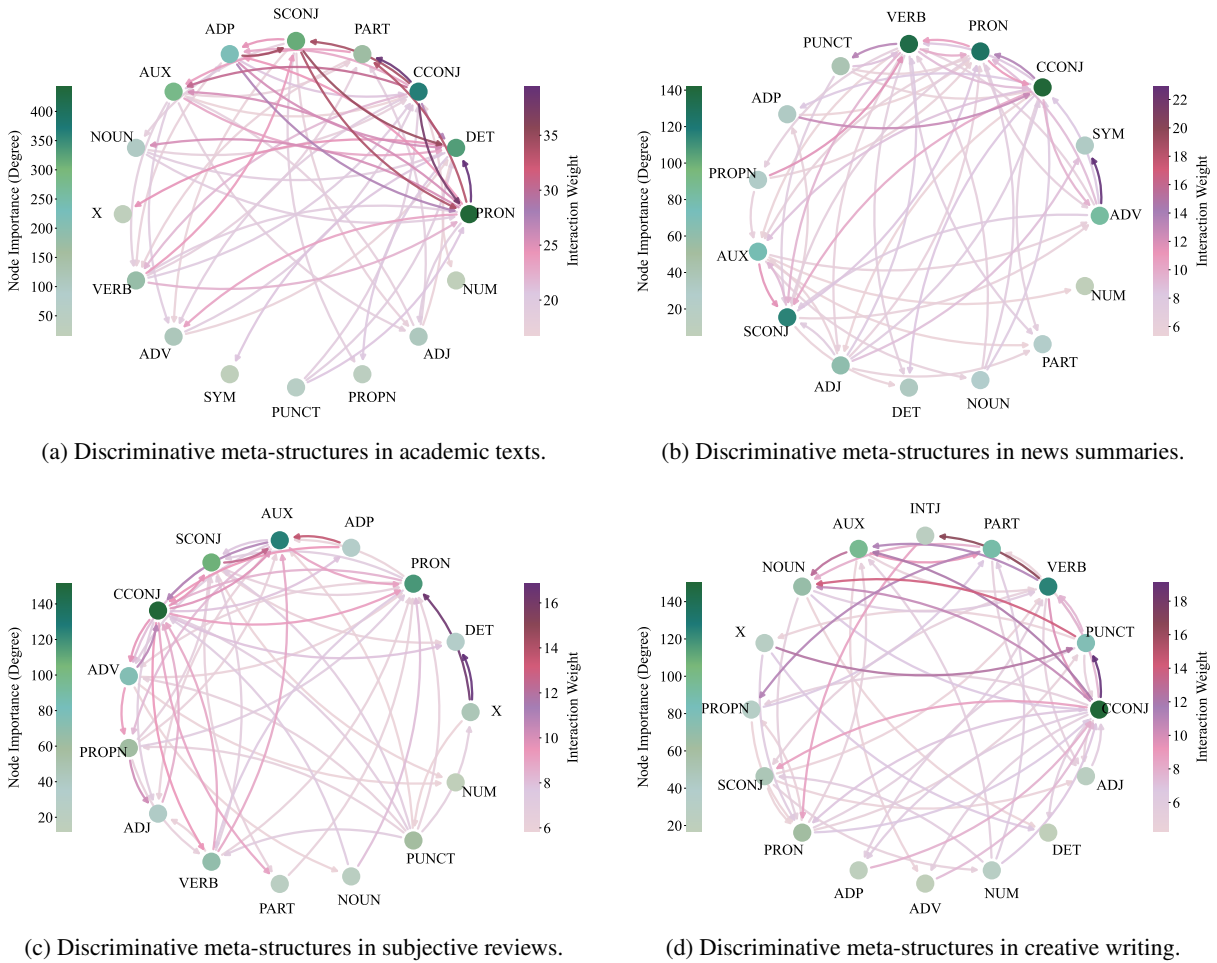 SCONJ
ADP
PART
AUX
CCONJ
NOUN
DET
X
PRON
VERB
NUM
ADV
ADJ
SYM
PROPN
PUNCT
Node Importance (Degree)
400
350
300
250
200
150
100
50
Interaction Weight
35
30
25
20
(a) Discriminative meta-structures in academic texts.
VERB
PRON
PUNCT
CCONJ
ADP
SYM
PROPN
ADV
AUX
NUM
SCONJ
PART
ADJ
NOUN
DET
Node Importance (Degree)
140
120
100
80
60
40
20
Interaction Weight
22
20
18
16
14
12
10
8
6
(b) Discriminative meta-structures in news summaries.
AUX
ADP
SCONJ
PRON
CCONJ
DET
ADV
X
PROPN
NUM
ADJ
PUNCT
VERB
NOUN
PART
Node Importance (Degree)
140
120
100
80
60
40
20
Interaction Weight
16
14
12
10
8
6
(c) Discriminative meta-structures in subjective reviews.
INTJ
AUX
PART
NOUN
VERB
X
PUNCT
PROPN
CCONJ
SCONJ
ADJ
PRON
DET
ADP
NUM
ADV
Node Importance (Degree)
140
120
100
80
60
40
20
Interaction Weight
18
16
14
12
10
8
6
(d) Discriminative meta-structures in creative writing.